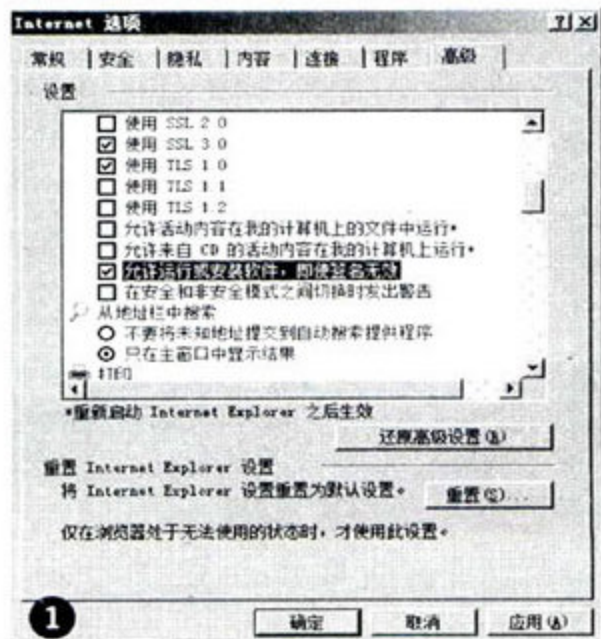 Internet 选项
常规 安全 隐私 内容 连接 程序 高级
设置
使用 SSL 2.0
使用 SSL 3.0
使用 TLS 1.0
使用 TLS 1.1
使用 TLS 1.2
允许活动内容在我的计算机上的文件中运行*
允许来自 CD 的活动内容在我的计算机上运行*
允许运行或安装软件，即使签名无效
在安全和非安全模式之间切换时发出警告
从地址栏中搜索
不要将未知地址提交到自动搜索提供程序
只在主窗口中显示结果
打印
*重新启动 Internet Explorer 之后生效
还原高级设置(R)
重置 Internet Explorer 设置
将 Internet Explorer 设置重置为默认设置。
重置(S)...
仅在浏览器处于无法使用的状态时，才使用此设置。
1
确定 取消 应用(A)